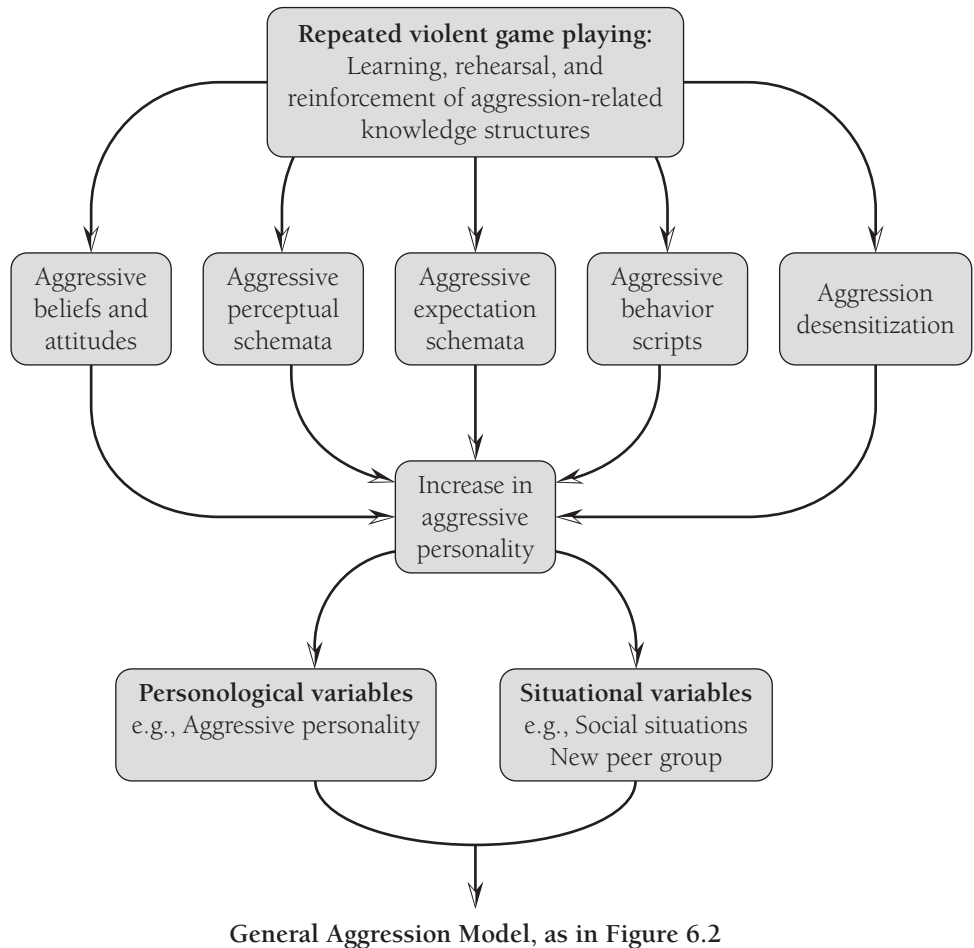 Repeated violent game playing:
Learning, rehearsal, and
reinforcement of aggression-related
knowledge structures
Aggressive
beliefs and
attitudes
Aggressive
perceptual
schemata
Aggressive
expectation
schemata
Aggressive
behavior
scripts
Aggression
desensitization
Increase in
aggressive
personality
Personological variables
e.g., Aggressive personality
Situational variables
e.g., Social situations
New peer group
General Aggression Model, as in Figure 6.2